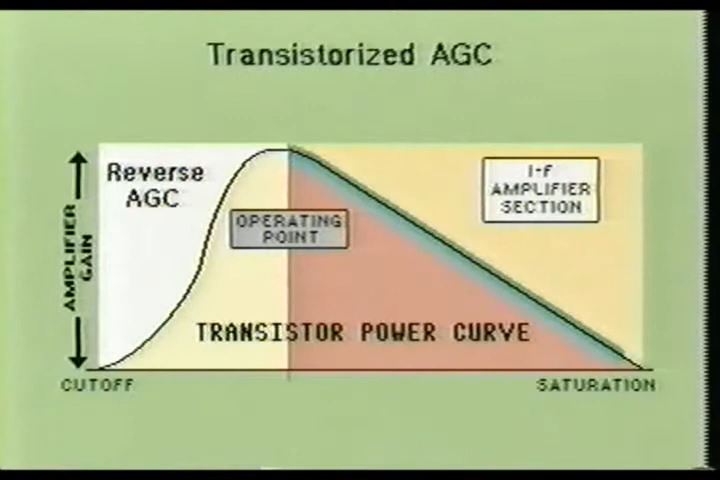 Transistorized AGC
Reverse
AGC
I-F
AMPLIFIER
SECTION
OPERATING
POINT
AMPLIFIER
GAIN
TRANSISTOR POWER CURVE
CUTOFF
SATURATION